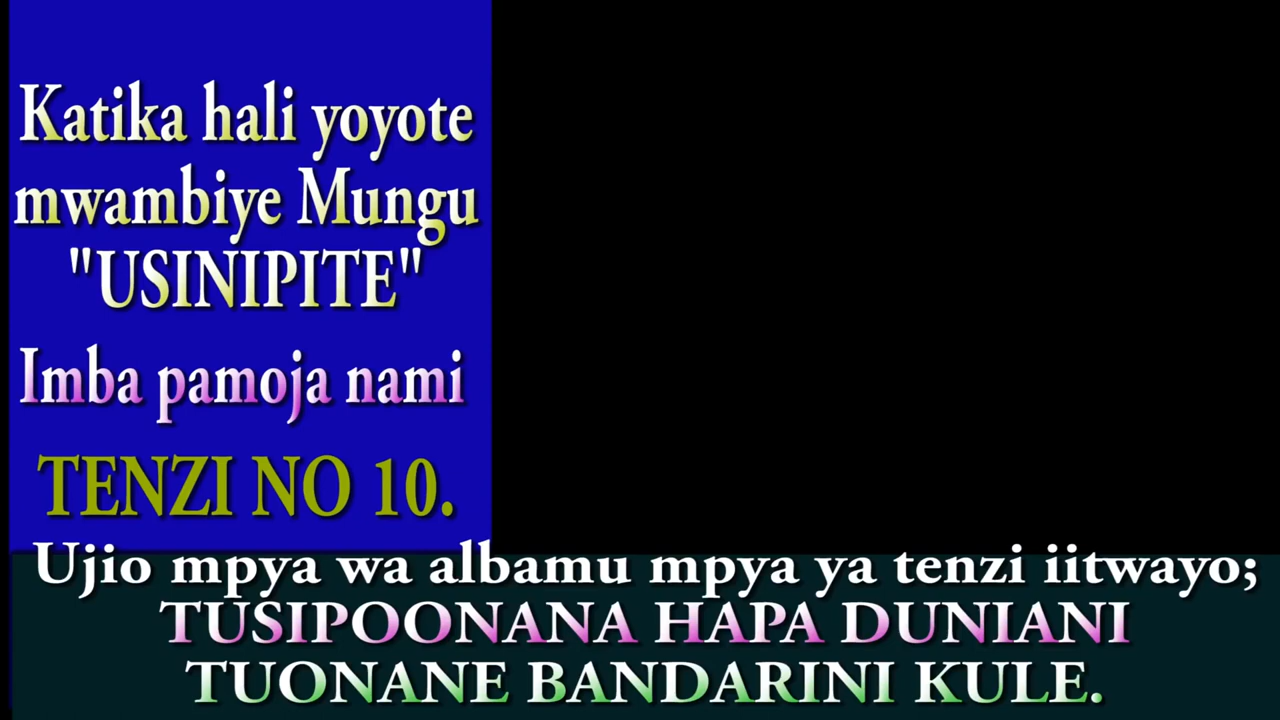 Katika hali yoyote
mwambiye Mungu
"USINIPITE"
Imba pamoja nami
TENZI NO 10.
Ujio mpya wa albamu mpya ya tenzi iitwayo;
TUSIPOONANA HAPA DUNIANI
TUONANE BANDARINI KULE.